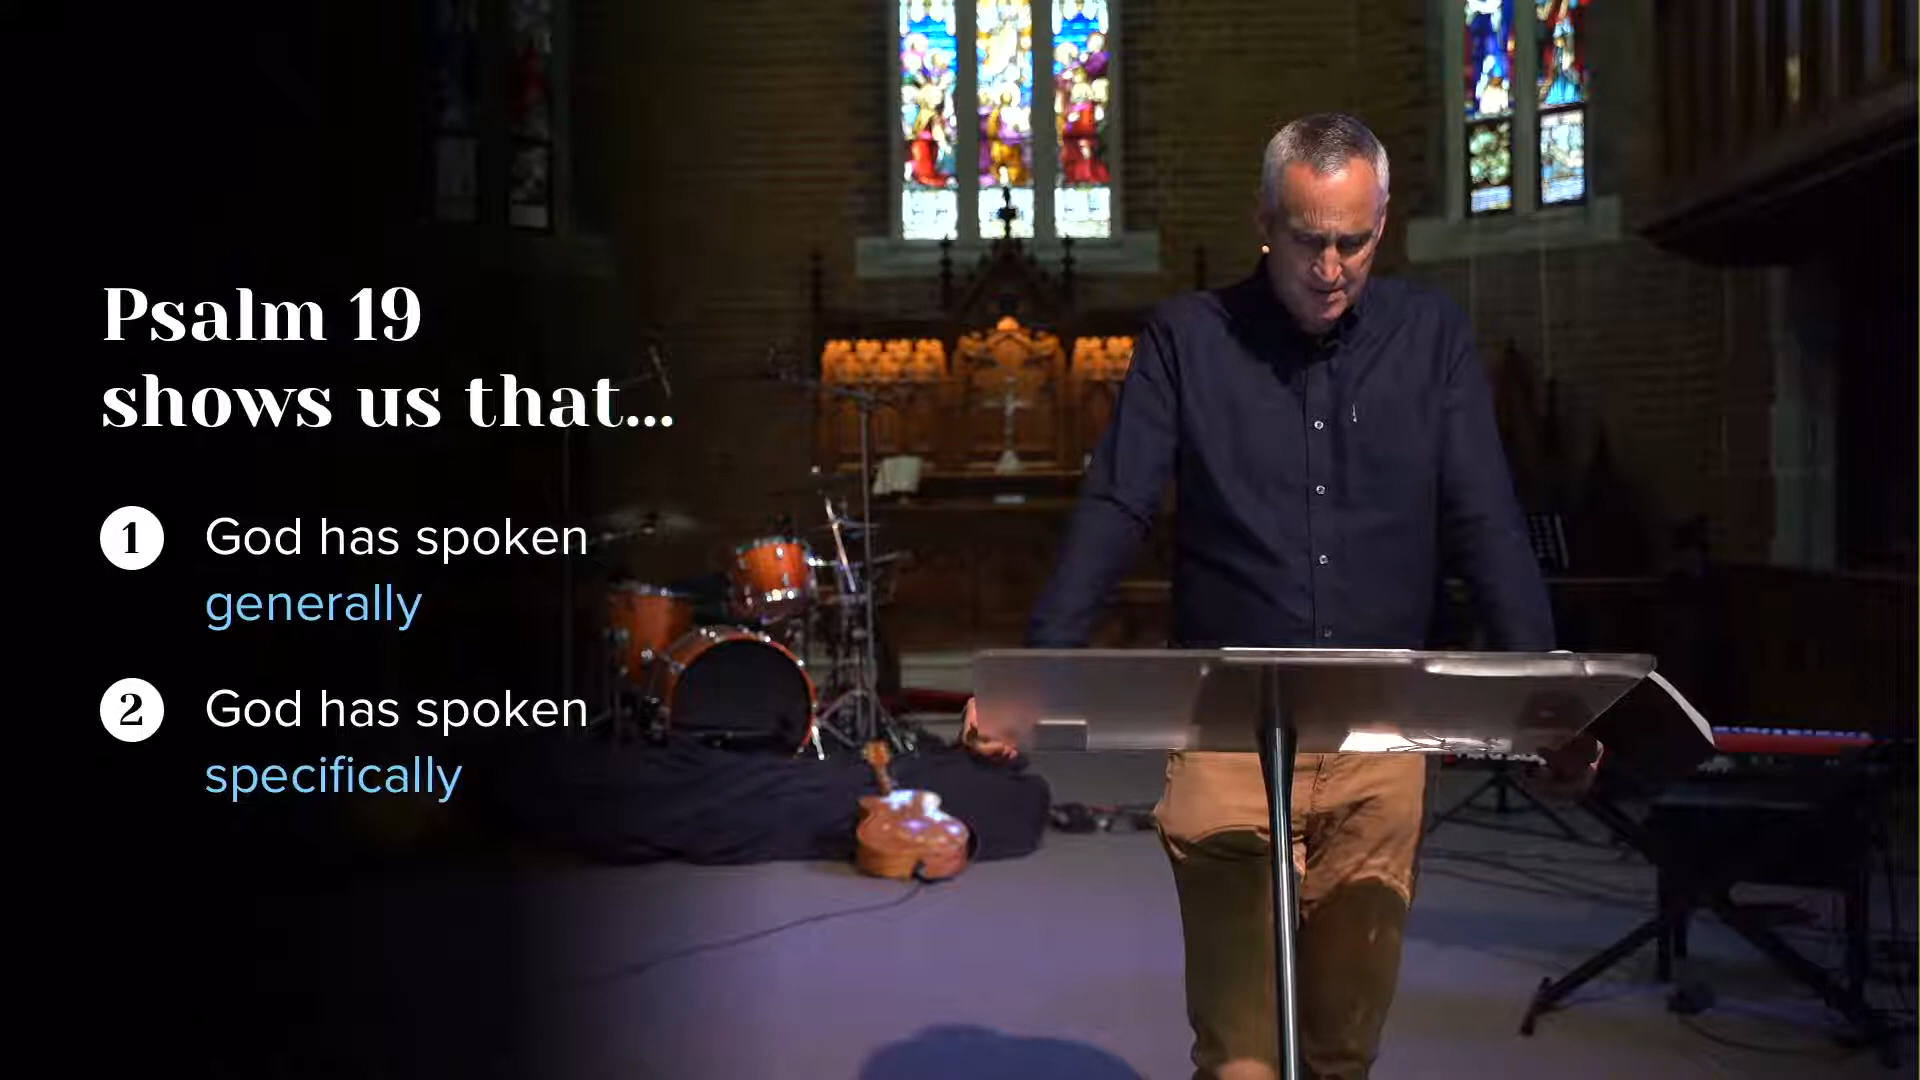 Psalm 19
shows us that...
1 God has spoken
generally
2 God has spoken
specifically